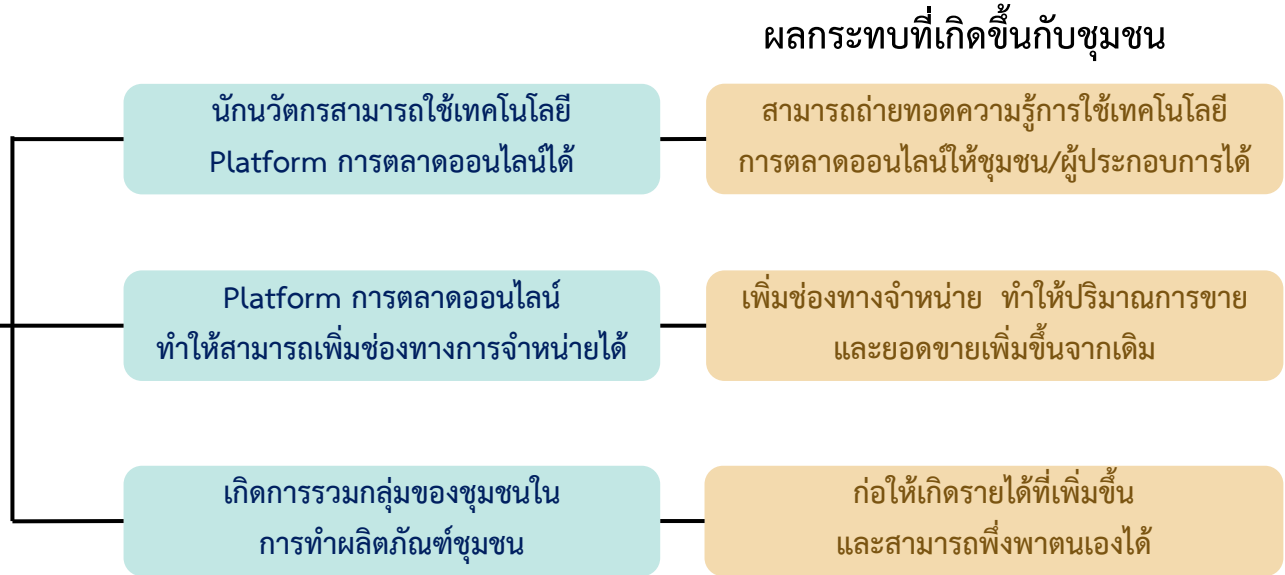 ผลกระทบที่เกิดขึ้นกับชุมชน
นักนวัตกรสามารถใช้เทคโนโลยี
Platform การตลาดออนไลน์ได้
สามารถถ่ายทอดความรู้การใช้เทคโนโลยี
การตลาดออนไลน์ให้ชุมชน/ผู้ประกอบการได้
Platform การตลาดออนไลน์
ทำให้สามารถเพิ่มช่องทางการจำหน่ายได้
เพิ่มช่องทางจำหน่าย ทำให้ปริมาณการขาย
และยอดขายเพิ่มขึ้นจากเดิม
เกิดการรวมกลุ่มของชุมชนใน
การทำผลิตภัณฑ์ชุมชน
ก่อให้เกิดรายได้ที่เพิ่มขึ้น
และสามารถพึ่งพาตนเองได้